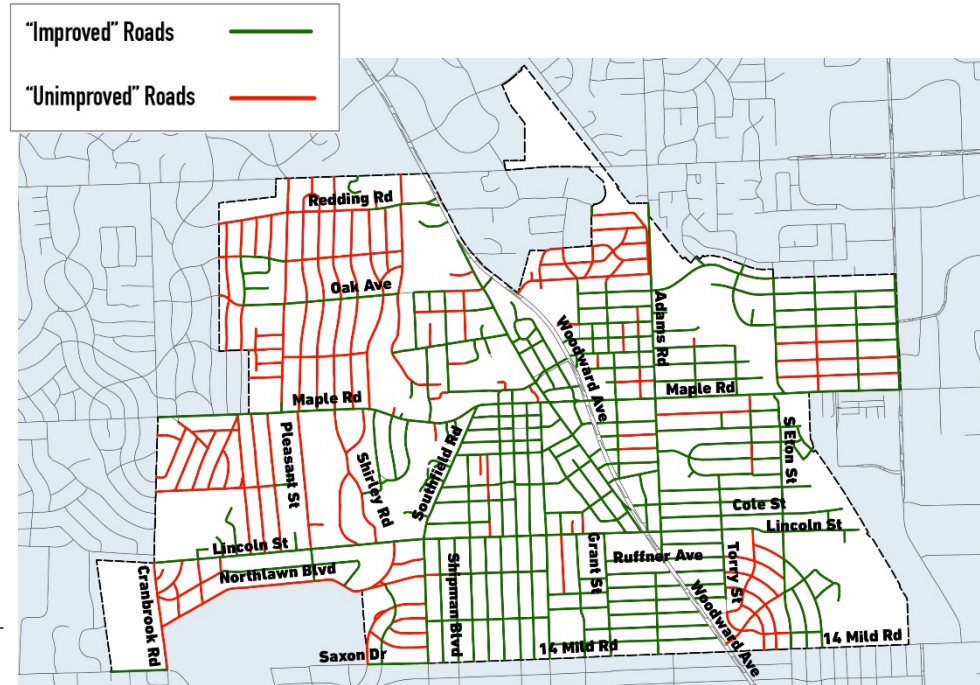 “Improved” Roads
“Unimproved” Roads
Redding Rd
Oak Ave
Woodward Ave
Adams Rd
Maple Rd
Maple Rd
Pleasant St
Shirley Rd
Southfield Rd
S Eton St
Cole St
Lincoln St
Lincoln St
Northlawn Blvd
Cranbrook Rd
Shipman Blvd
Grant St
Ruffner Ave
Torry St
Woodward Ave
Saxon Dr
14 Mild Rd
14 Mild Rd